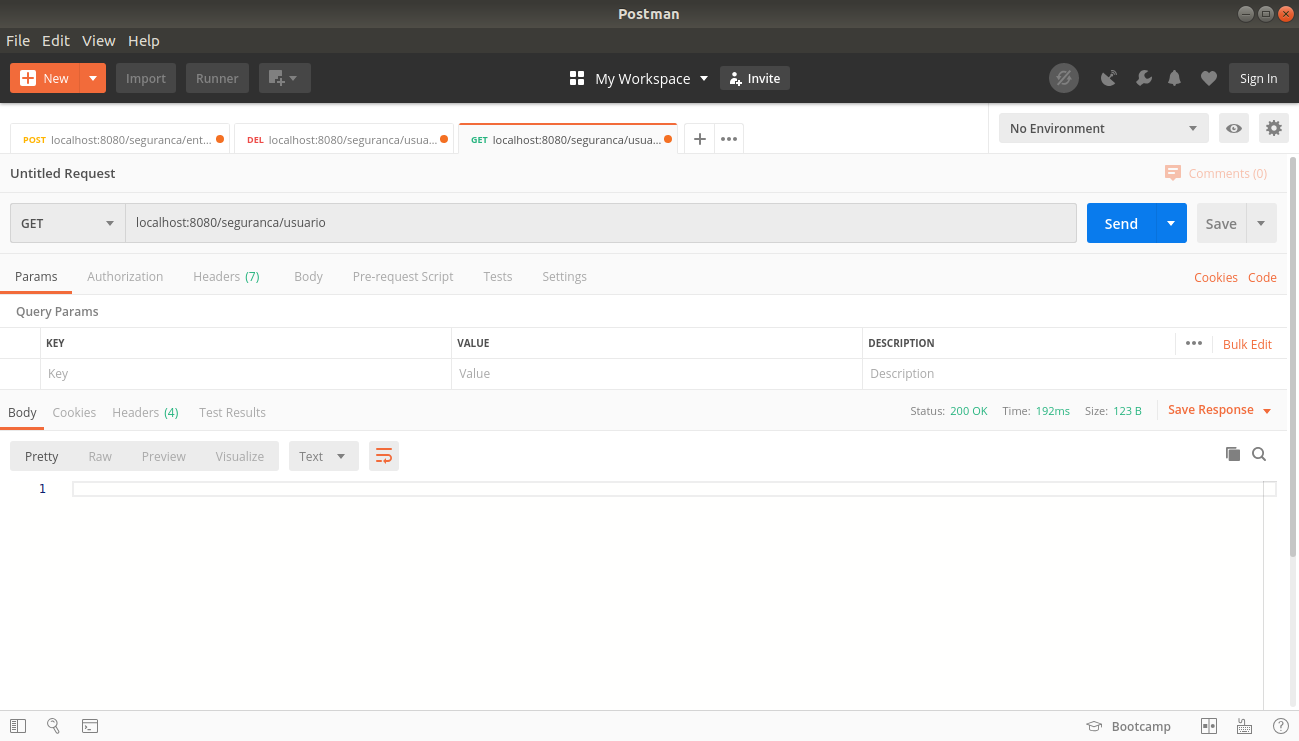 Postman
File Edit View Help
New Import Runner My Workspace Invite Sign In
POST localhost:8080/seguranca/ent... DEL localhost:8080/seguranca/usua... GET localhost:8080/seguranca/usua... No Environment
Untitled Request Comments (0)
GET localhost:8080/seguranca/usuario Send Save
Params Authorization Headers (7) Body Pre-request Script Tests Settings Cookies Code
Query Params
KEY VALUE DESCRIPTION Bulk Edit
Key Value Description
Body Cookies Headers (4) Test Results Status: 200 OK Time: 192ms Size: 123 B Save Response
Pretty Raw Preview Visualize Text
1
Bootcamp